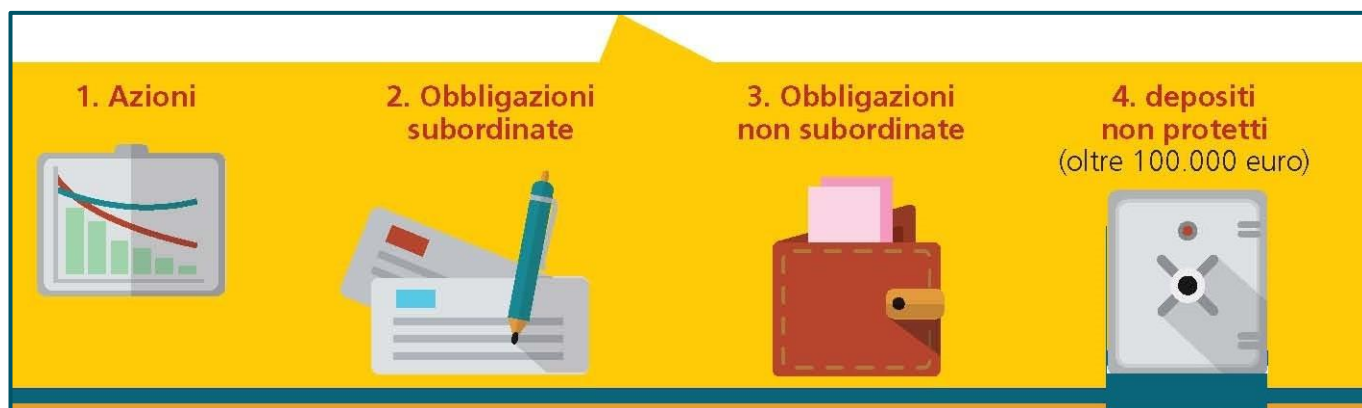 1. Azioni
2. Obbligazioni
subordinate
3. Obbligazioni
non subordinate
4. depositi
non protetti
(oltre 100.000 euro)